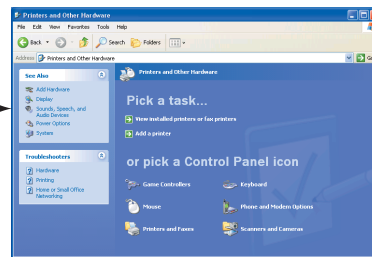 Printers and Other Hardware
File Edit View Favorites Tools Help
Back Search Folders
Address Printers and Other Hardware
See Also
Add Hardware
Display
Sounds, Speech, and
Audio Devices
Power Options
System
Troubleshooters
Hardware
Printing
Home or Small Office
Networking
Printers and Other Hardware
Pick a task...
View installed printers or fax printers
Add a printer
or pick a Control Panel icon
Game Controllers
Keyboard
Mouse
Phone and Modem Options
Printers and Faxes
Scanners and Cameras